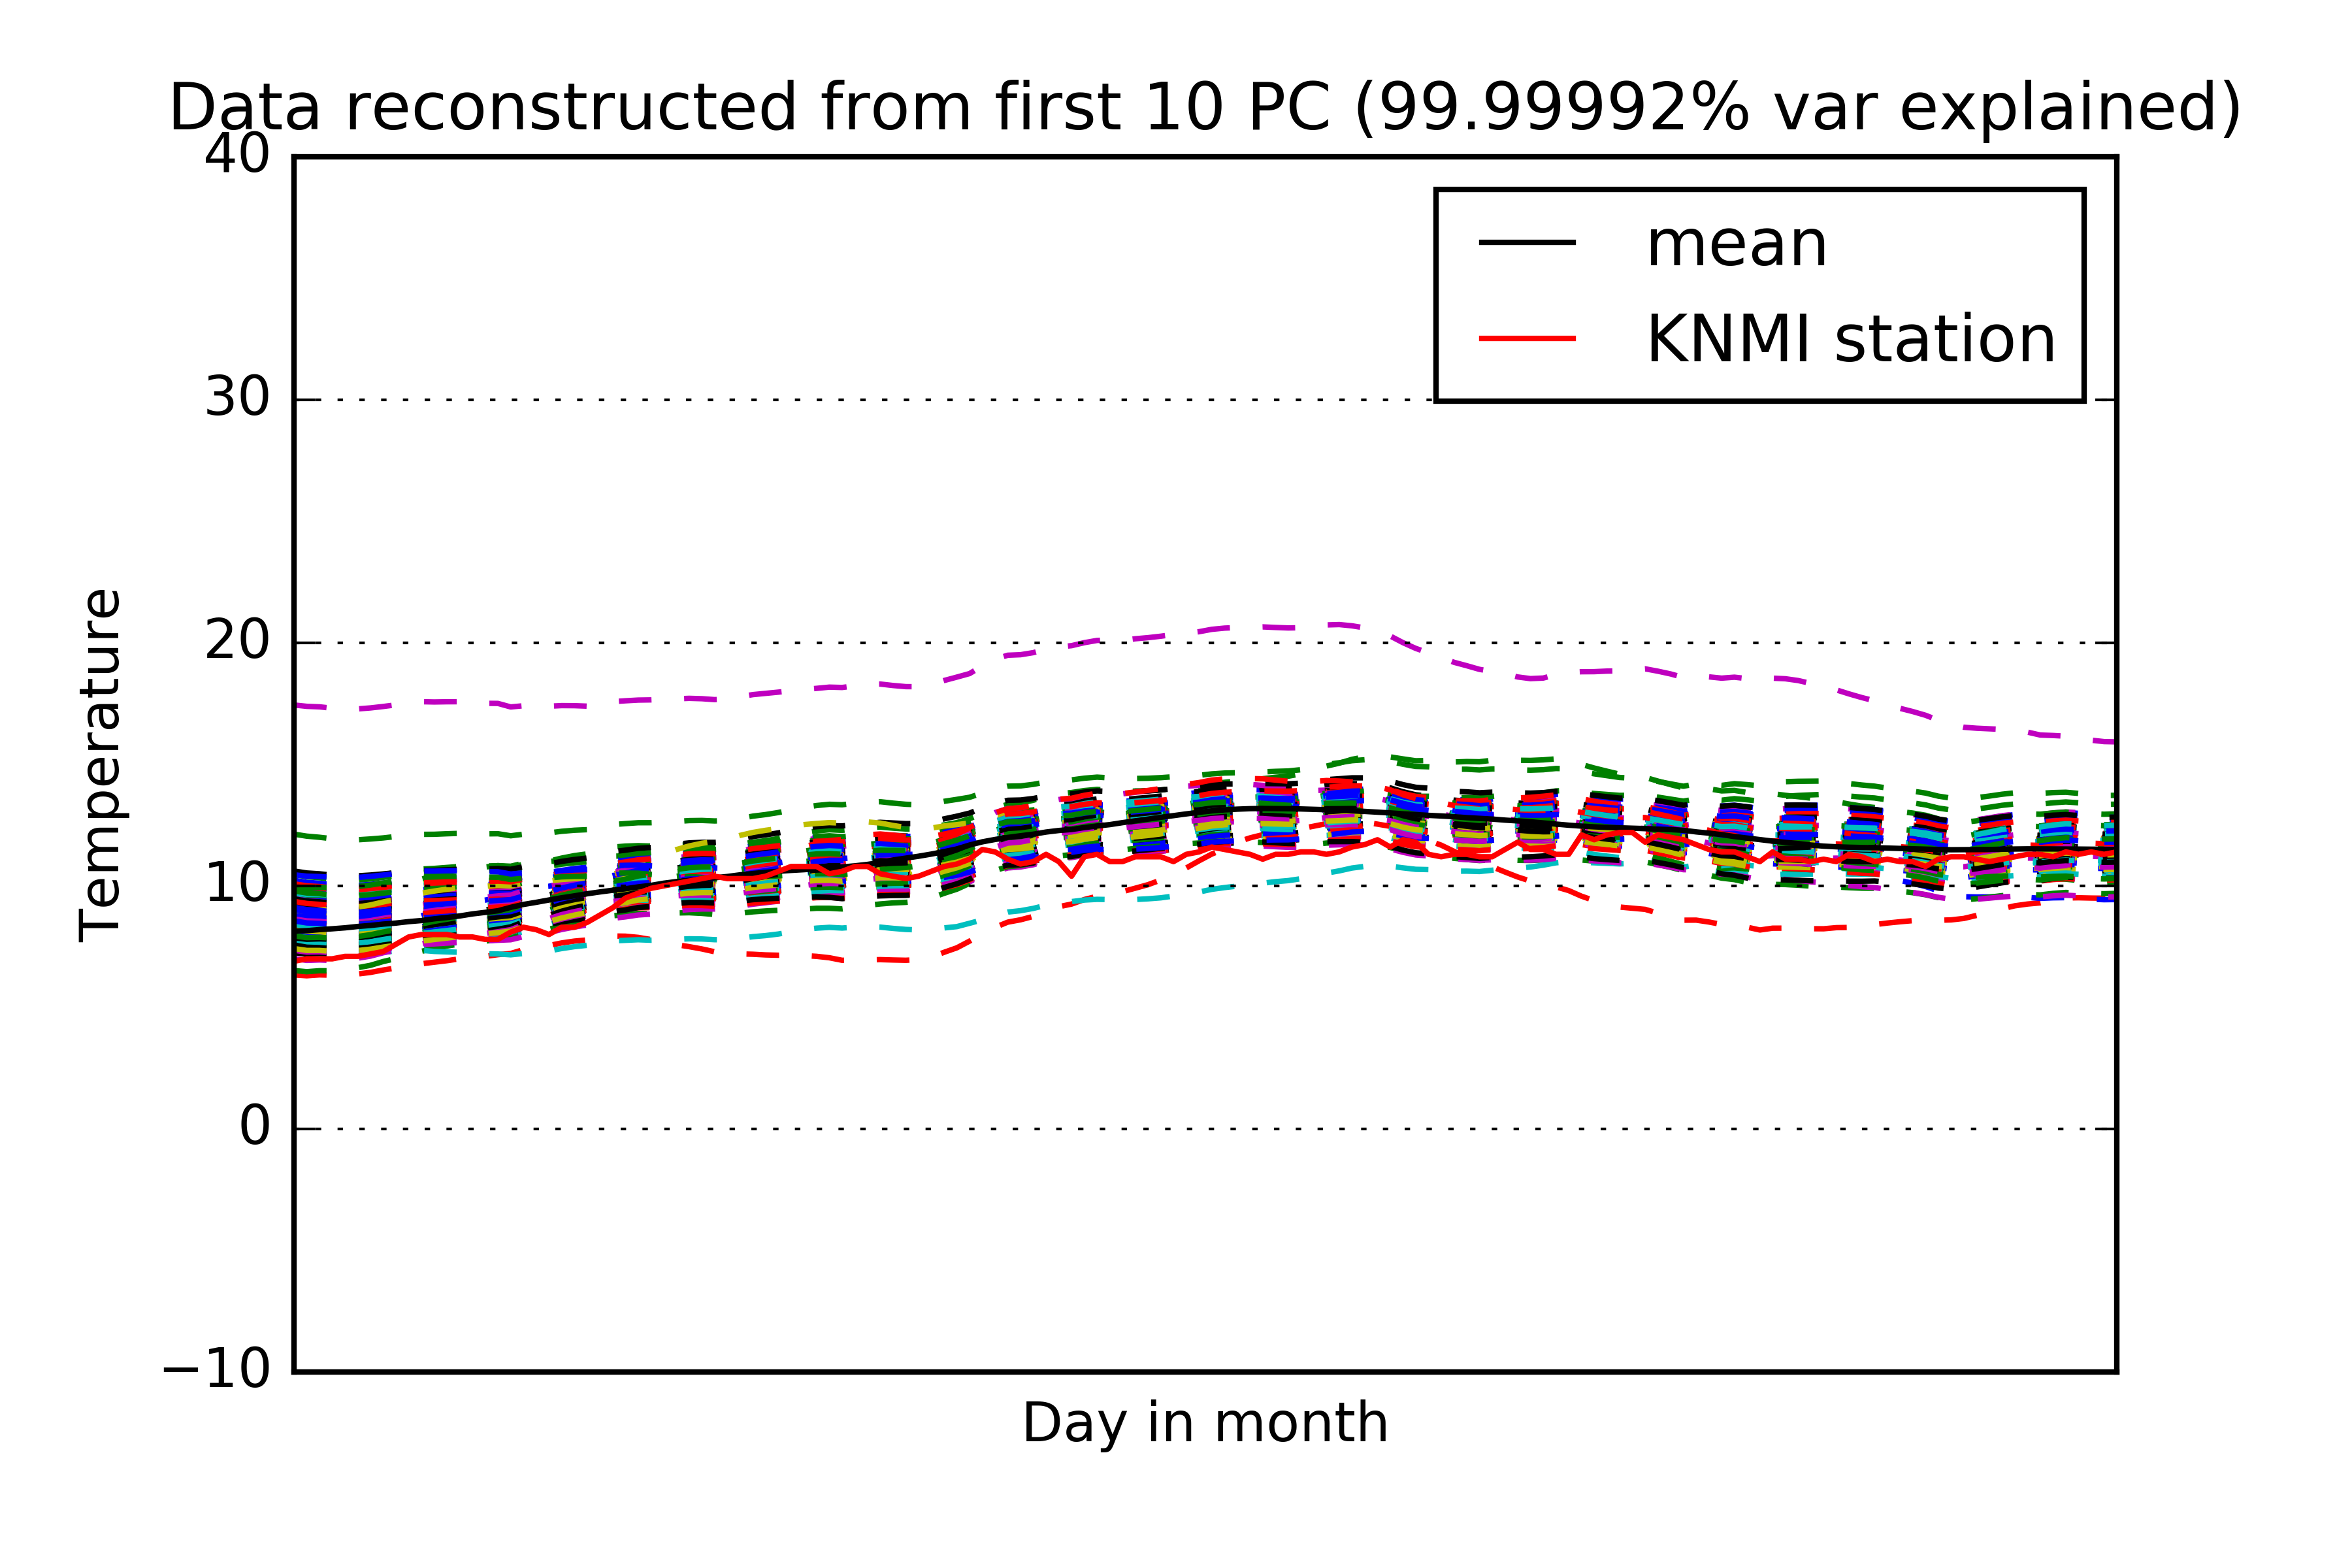 Data reconstructed from first 10 PC (99.99992% var explained)
40
30
20
10
0
−10
Temperature
mean
KNMI station
Day in month